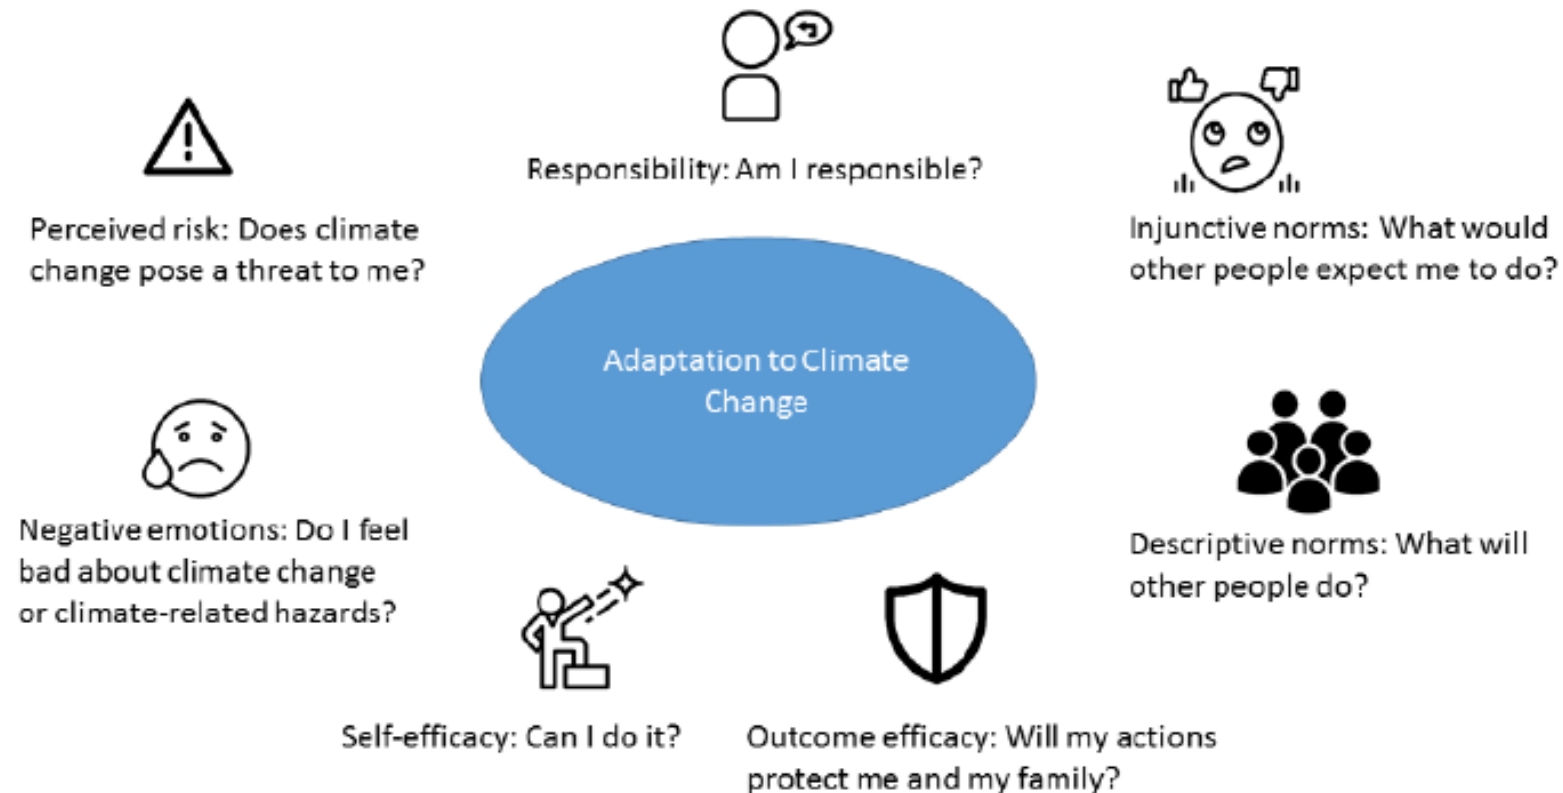 Responsibility: Am I responsible?
Perceived risk: Does climate
change pose a threat to me?
Injunctive norms: What would
other people expect me to do?
Adaptation to Climate
Change
Negative emotions: Do I feel
bad about climate change
or climate-related hazards?
Descriptive norms: What will
other people do?
Self-efficacy: Can I do it?
Outcome efficacy: Will my actions
protect me and my family?